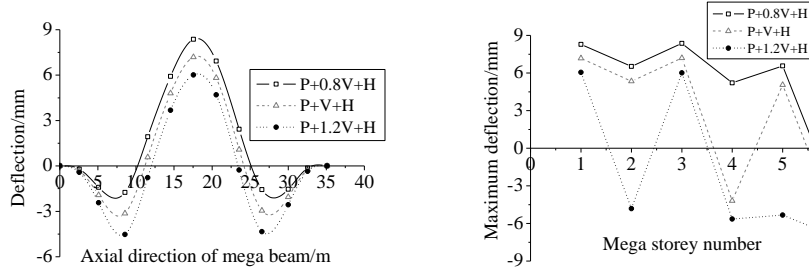 9
6
3
0
-3
-6
Deflection/mm
0 5 10 15 20 25 30 35 40
Axial direction of mega beam/m
P+0.8V+H
P+V+H
P+1.2V+H
9
6
3
0
-3
-6
-9
Maximum deflection/mm
0 1 2 3 4 5
Mega storey number
P+0.8V+H
P+V+H
P+1.2V+H